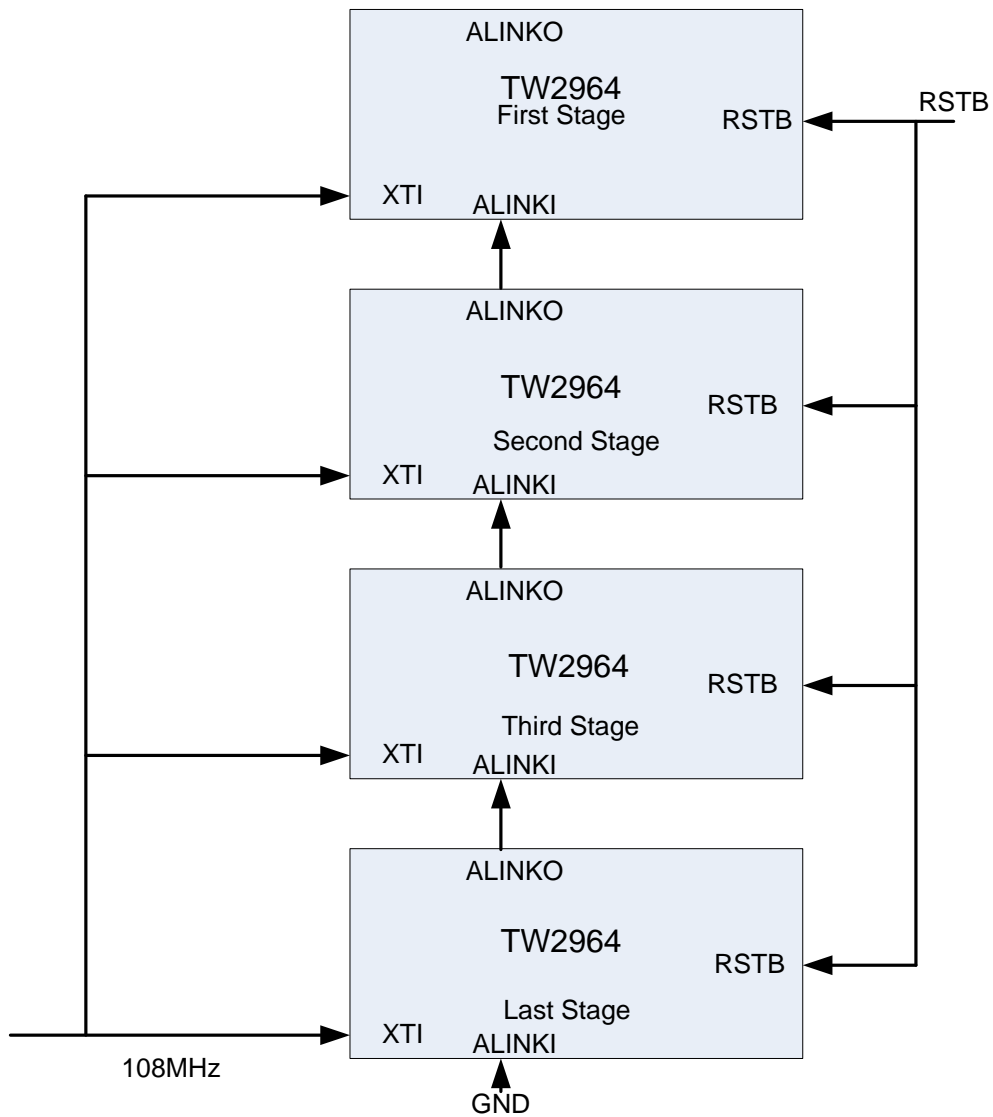 ALINKO
TW2964
First Stage
RSTB
RSTB
XTI
ALINKI
ALINKO
TW2964
RSTB
Second Stage
XTI
ALINKI
ALINKO
TW2964
RSTB
Third Stage
XTI
ALINKI
ALINKO
TW2964
RSTB
Last Stage
XTI
ALINKI
108MHz
GND